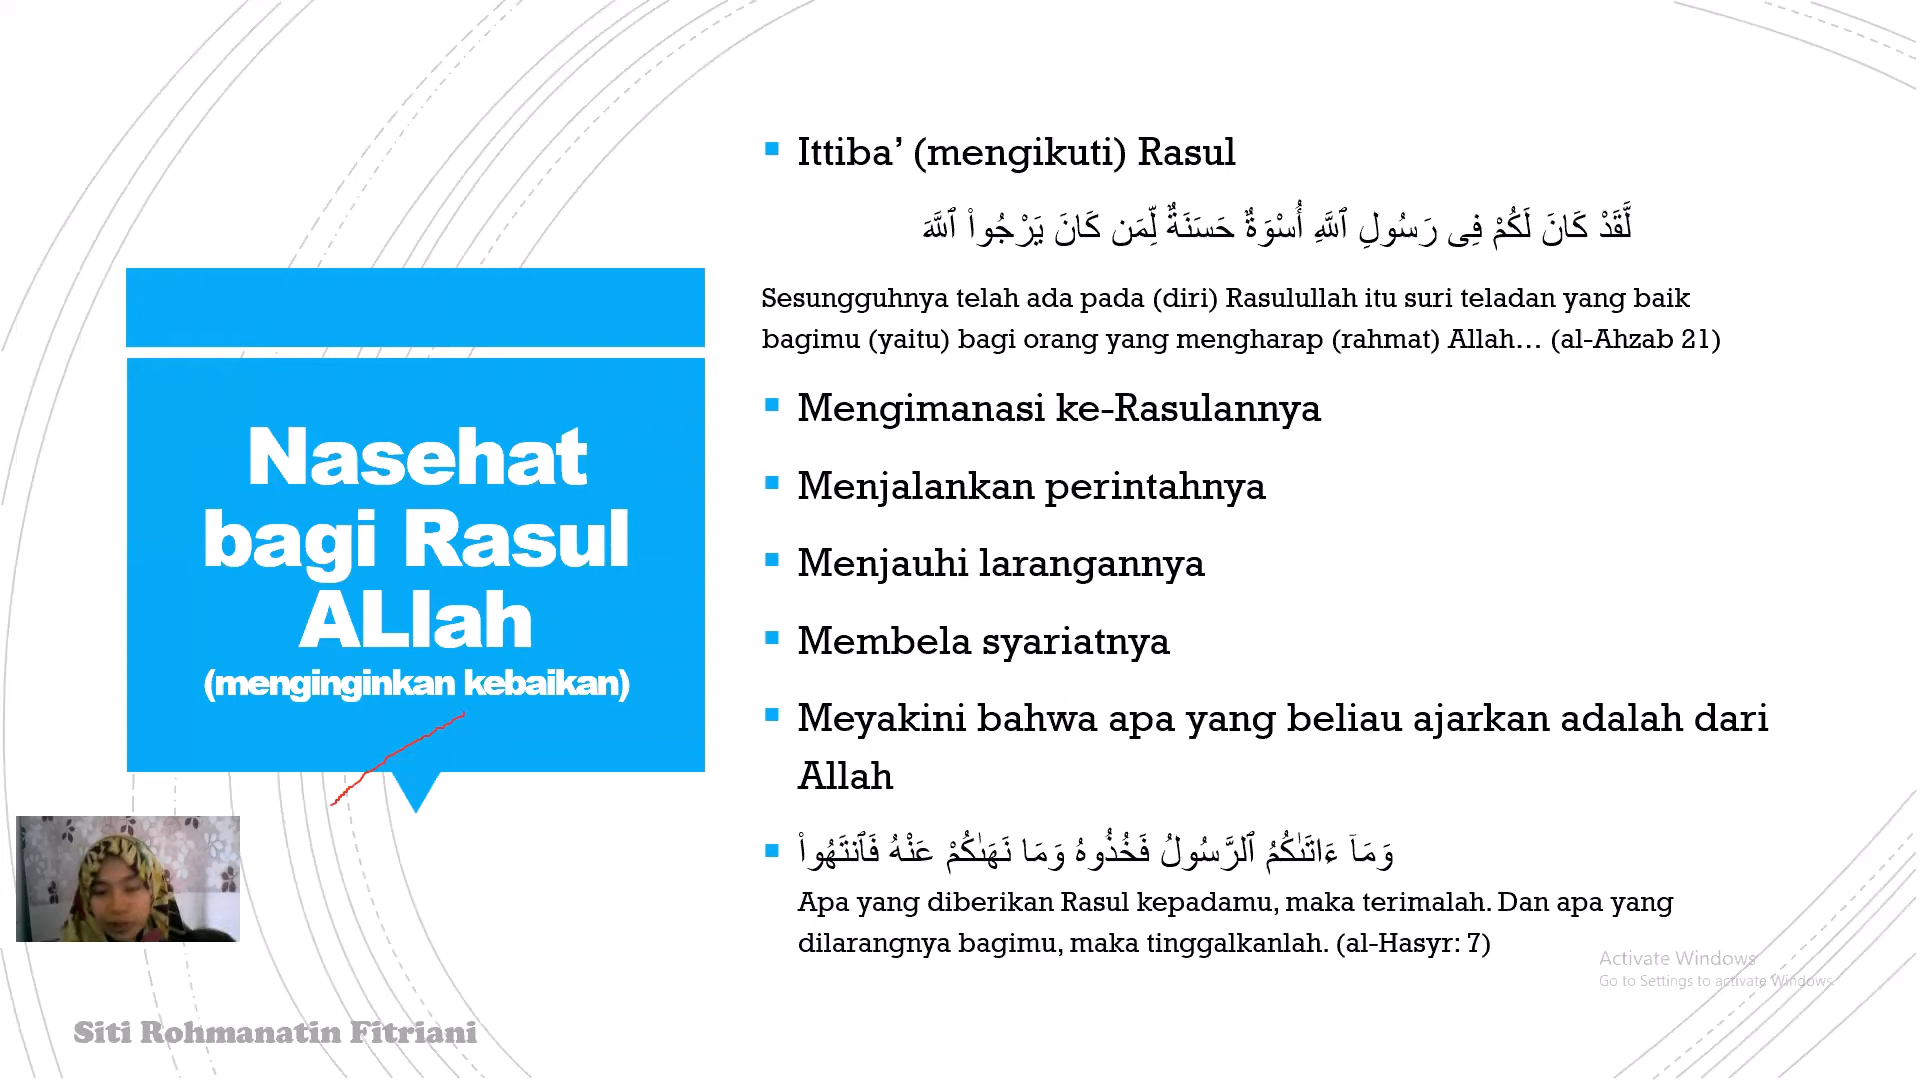 Nasehat
bagi Rasul
ALlah
(menginginkan kebaikan)
Ittiba’ (mengikuti) Rasul
لَّقَدْ كَانَ لَكُمْ فِى رَسُولِ ٱللَّهِ أُسْوَةٌ حَسَنَةٌ لِّمَن كَانَ يَرْجُوا۟ ٱللَّهَ
Sesungguhnya telah ada pada (diri) Rasulullah itu suri teladan yang baik
bagimu (yaitu) bagi orang yang mengharap (rahmat) Allah… (al-Ahzab 21)
Mengimanasi ke-Rasulannya
Menjalankan perintahnya
Menjauhi larangannya
Membela syariatnya
Meyakini bahwa apa yang beliau ajarkan adalah dari
Allah
وَمَآ ءَاتَىٰكُمُ ٱلرَّسُولُ فَخُذُوهُ وَمَا نَهَىٰكُمْ عَنْهُ فَٱنتَهُوا۟
Apa yang diberikan Rasul kepadamu, maka terimalah. Dan apa yang
dilarangnya bagimu, maka tinggalkanlah. (al-Hasyr: 7)
Activate Windows
Go to Settings to activate Windows.
Siti Rohmanatin Fitriani